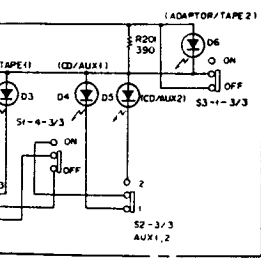 (ADAPTOR/TAPE2)
R201
390
D6
ON
TAPE1)
(CD/AUX1)
OFF
D3
D4
D5
(CD/AUX2)
S3-1-3/3
S1-4-3/3
ON
OFF
2
1
S2-3/3
AUX1,2